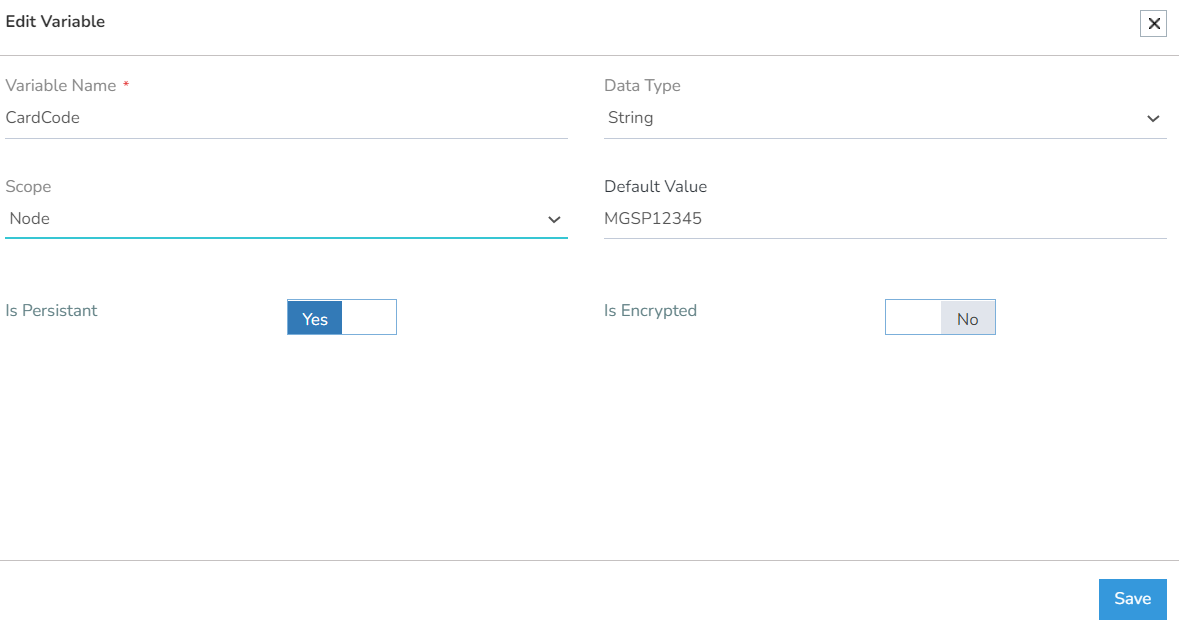 Edit Variable
Variable Name *
Data Type
CardCode
String
Scope
Default Value
Node
MGSP12345
Is Persistant
Yes
Is Encrypted
No
Save